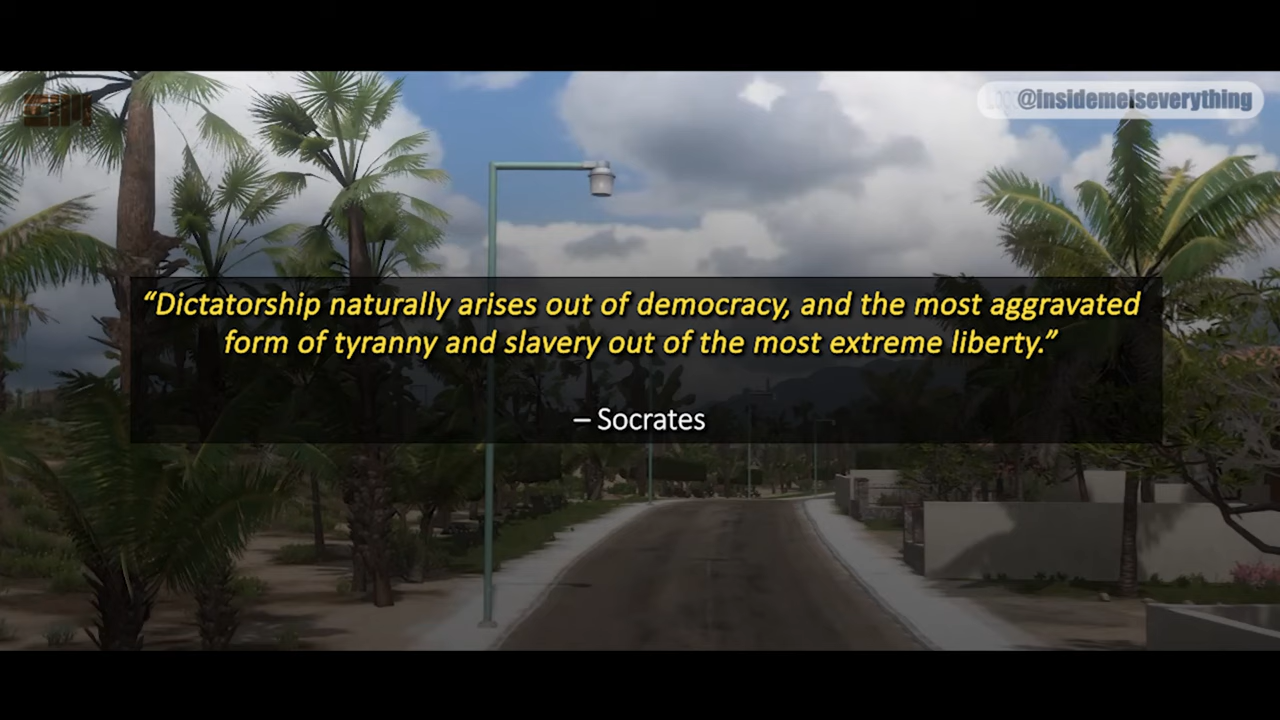 @Insidemeiseverything
“Dictatorship naturally arises out of democracy, and the most aggravated
form of tyranny and slavery out of the most extreme liberty.”
– Socrates